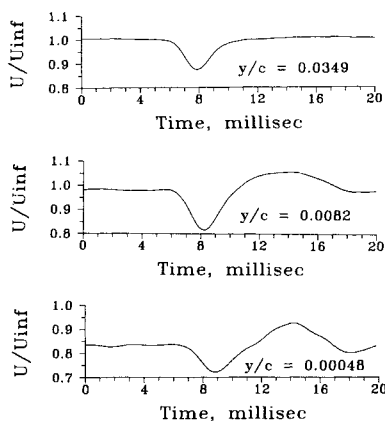 1.1
1.0
0.9
0.8
U/Uinf
y/c = 0.0349
0 4 8 12 16 20
Time, millisec
1.1
1.0
0.9
0.8
U/Uinf
y/c = 0.0082
0 4 8 12 16 20
Time, millisec
1.0
0.9
0.8
0.7
U/Uinf
y/c = 0.00048
0 4 8 12 16 20
Time, millisec